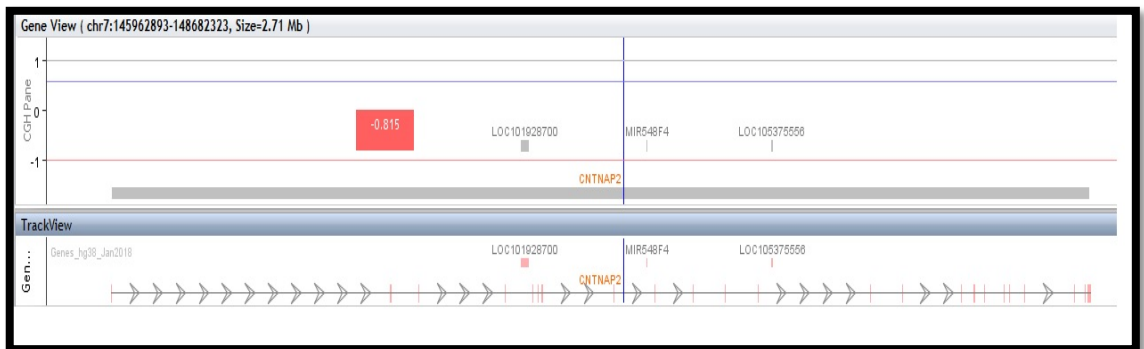 Gene View ( chr7:145962893-148682323, Size=2.71 Mb )
CGH Pane
1
0
-1
-0.815
LOC101928700
MIR548F4
LOC105375556
CNTNAP2
TrackView
Gen...
Genes_hg38_Jan2018
LOC101928700
MIR548F4
LOC105375556
CNTNAP2